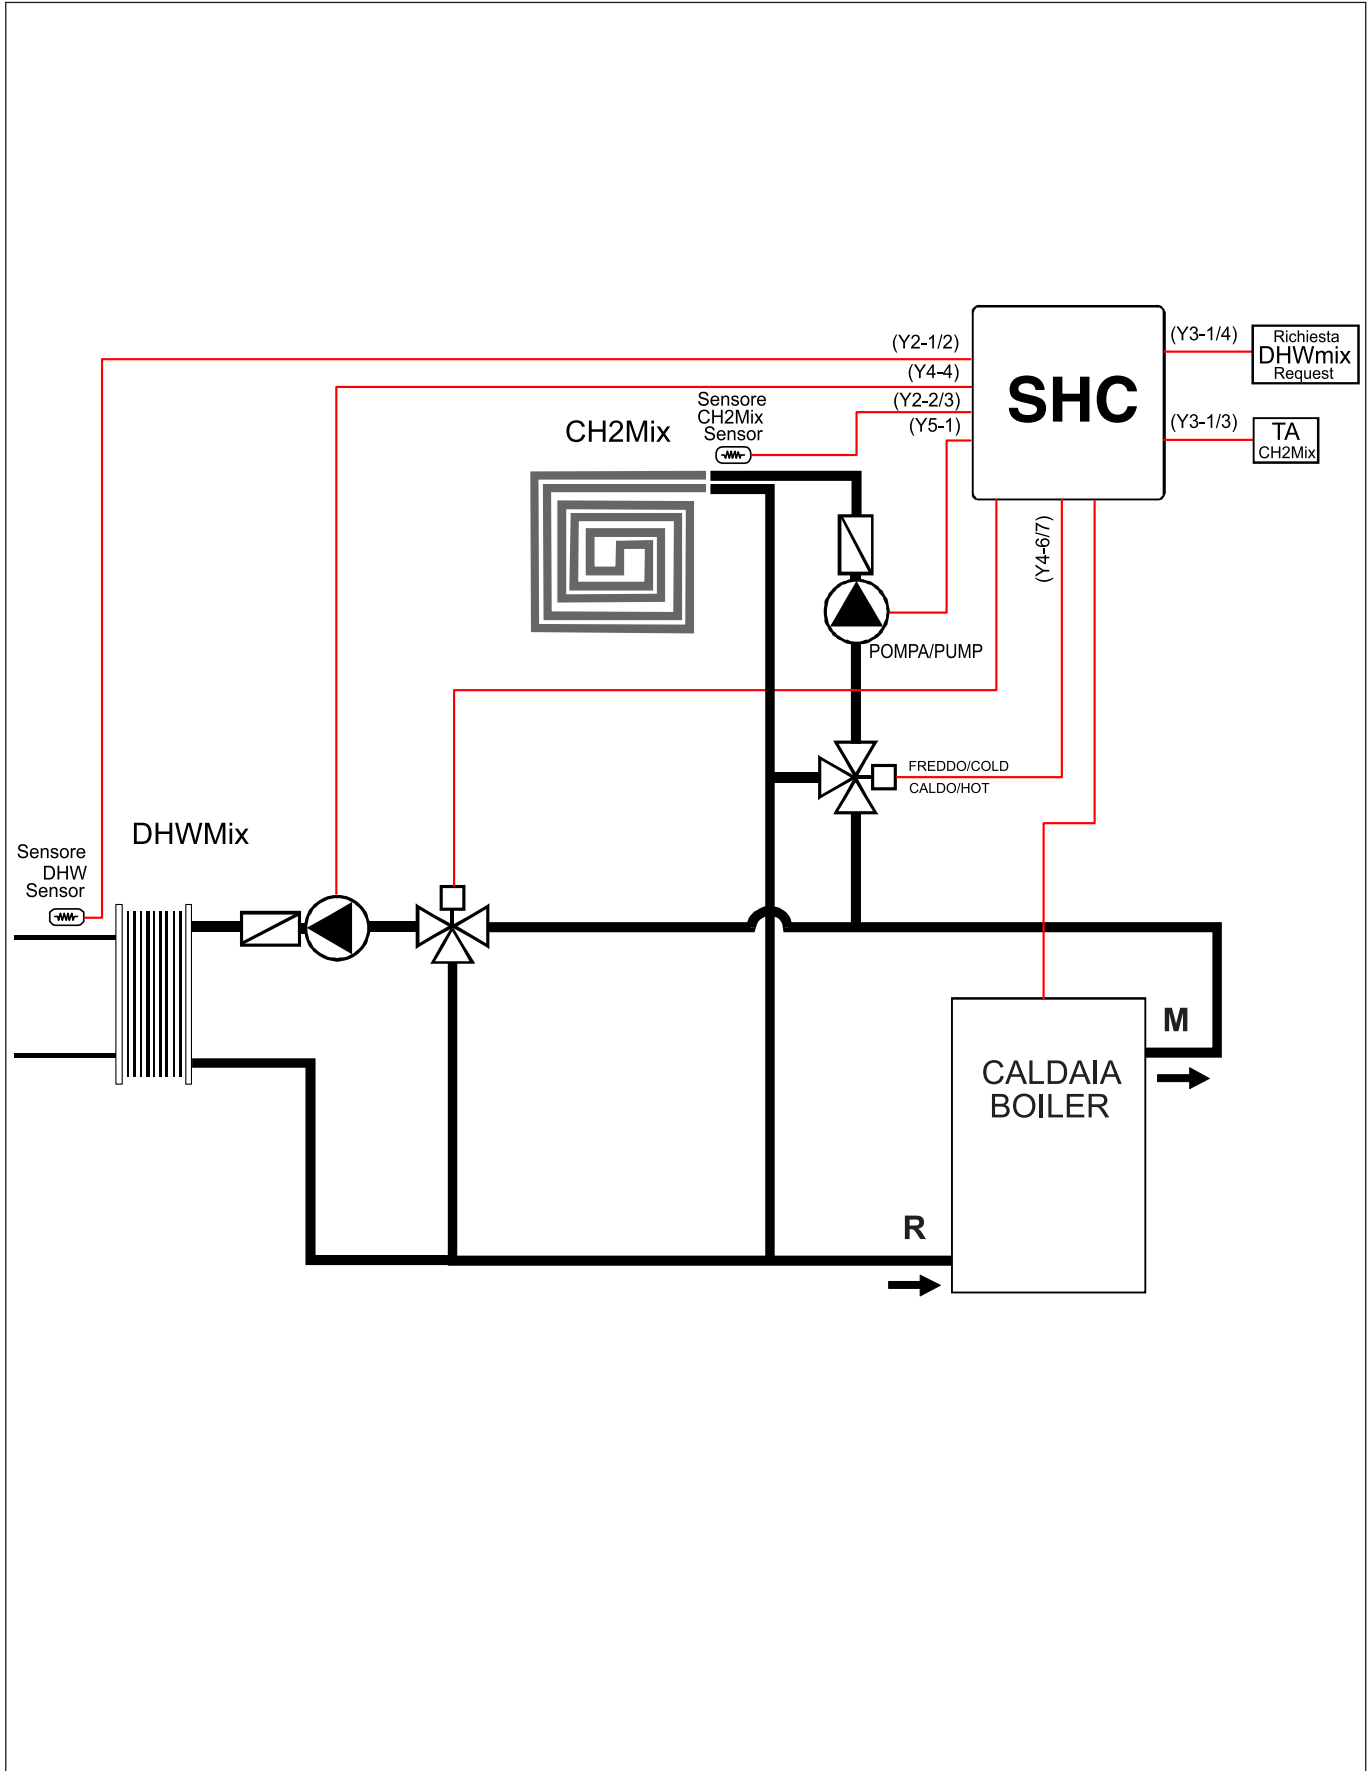 (Y2-1/2)
(Y4-4)
(Y2-2/3)
(Y5-1)
SHC
(Y3-1/4)
Richiesta
DHWmix
Request
(Y3-1/3)
TA
CH2Mix
Sensore
CH2Mix
Sensor
CH2Mix
(Y4-6/7)
POMPA/PUMP
FREDDO/COLD
CALDO/HOT
DHWMix
Sensore
DHW
Sensor
M
CALDAIA
BOILER
R